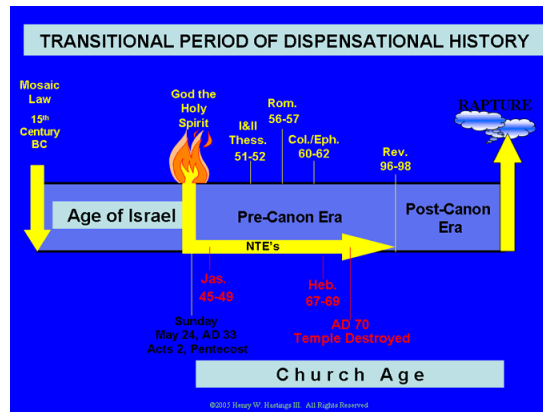 TRANSITIONAL PERIOD OF DISPENSATIONAL HISTORY
Mosaic
Law
15th
Century
BC
God the
Holy
Spirit
I&II
Thess.
51-52
Rom.
56-57
Col./Eph.
60-62
Rev.
96-98
RAPTURE
Age of Israel
Pre-Canon Era
Post-Canon
Era
NTE's
Jas.
45-49
Heb.
67-69
Sunday
May 24, AD 33
Acts 2, Pentecost
AD 70
Temple Destroyed
Church Age
©2005 Henry W. Hastings III All Rights Reserved